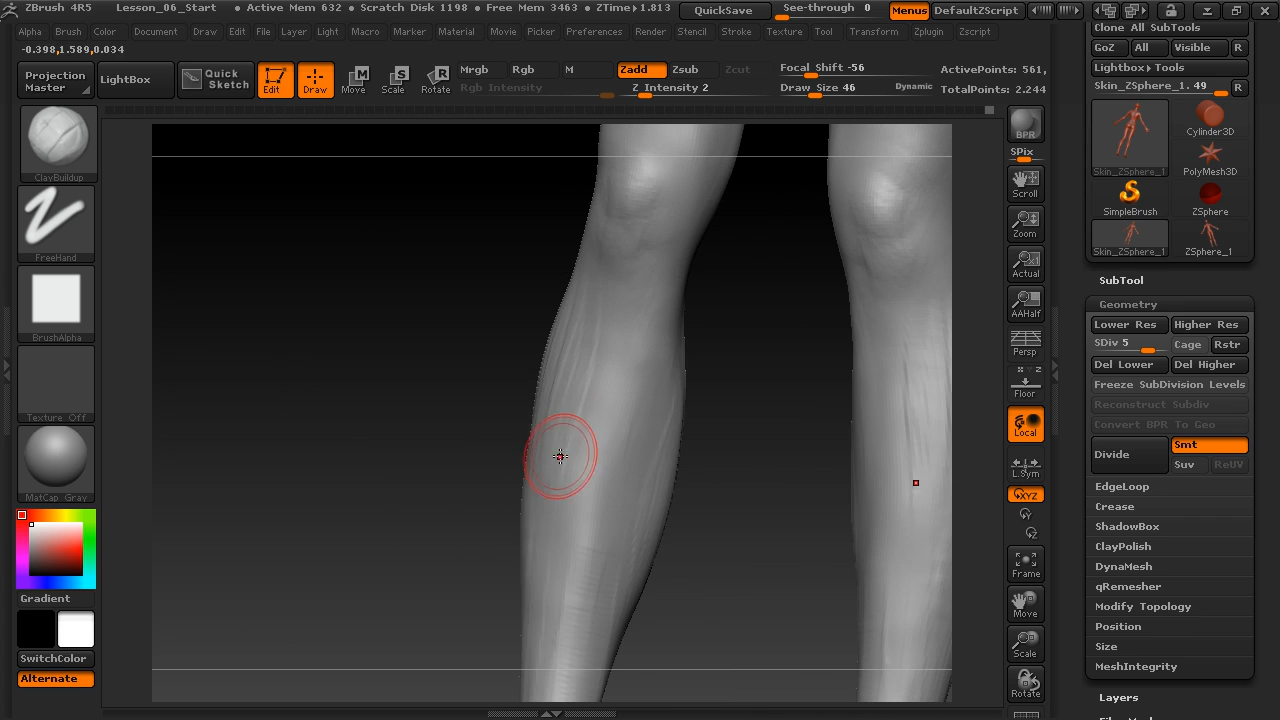 ZBrush 4R5 Lesson_06_Start • Active Mem 632 • Scratch Disk 1198 • Free Mem 3463 • ZTime▸1.813 QuickSave See-through 0 Menus DefaultZScript
Alpha Brush Color Document Draw Edit File Layer Light Macro Marker Material Movie Picker Preferences Render Stencil Stroke Texture Tool Transform Zplugin Zscript
-0.398,1.589,0.034
Projection Master
LightBox
Quick Sketch
Edit
Draw
Move
Scale
Rotate
Mrgb Rgb M Zadd Zsub Zcut
Rgb Intensity Z Intensity 2
Focal Shift -56
Draw Size 46 Dynamic
ActivePoints: 561,
TotalPoints: 2.244
ClayBuildup
FreeHand
BrushAlpha
Texture Off
MatCap Gray
Gradient
SwitchColor
Alternate
BPR
SPix
Scroll
Zoom
Actual
AAHalf
Persp
X Z
Floor
Local
L.Sym
XYZ
Y
Z
Frame
Move
Scale
Rotate
Clone All SubTools
GoZ All Visible R
Lightbox▸Tools
Skin_ZSphere_1. 49 R
Skin_ZSphere_1
Cylinder3D
PolyMesh3D
SimpleBrush
ZSphere
Skin_ZSphere_1
ZSphere_1
SubTool
Geometry
Lower Res Higher Res
SDiv 5 Cage Rstr
Del Lower Del Higher
Freeze SubDivision Levels
Reconstruct Subdiv
Convert BPR To Geo
Divide Smt
Suv ReUV
EdgeLoop
Crease
ShadowBox
ClayPolish
DynaMesh
qRemesher
Modify Topology
Position
Size
MeshIntegrity
Layers